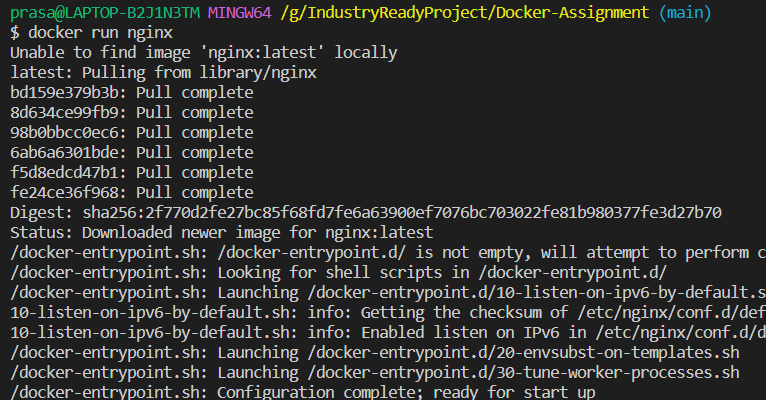 prasa@LAPTOP-B2J1N3TM MINGW64 /g/IndustryReadyProject/Docker-Assignment (main)
$ docker run nginx
Unable to find image 'nginx:latest' locally
latest: Pulling from library/nginx
bd159e379b3b: Pull complete
8d634ce99fb9: Pull complete
98b0bbcc0ec6: Pull complete
6ab6a6301bde: Pull complete
f5d8edcd47b1: Pull complete
fe24ce36f968: Pull complete
Digest: sha256:2f770d2fe27bc85f68fd7fe6a63900ef7076bc703022fe81b980377fe3d27b70
Status: Downloaded newer image for nginx:latest
/docker-entrypoint.sh: /docker-entrypoint.d/ is not empty, will attempt to perform c
/docker-entrypoint.sh: Looking for shell scripts in /docker-entrypoint.d/
/docker-entrypoint.sh: Launching /docker-entrypoint.d/10-listen-on-ipv6-by-default.s
10-listen-on-ipv6-by-default.sh: info: Getting the checksum of /etc/nginx/conf.d/def
10-listen-on-ipv6-by-default.sh: info: Enabled listen on IPv6 in /etc/nginx/conf.d/d
/docker-entrypoint.sh: Launching /docker-entrypoint.d/20-envsubst-on-templates.sh
/docker-entrypoint.sh: Launching /docker-entrypoint.d/30-tune-worker-processes.sh
/docker-entrypoint.sh: Configuration complete; ready for start up